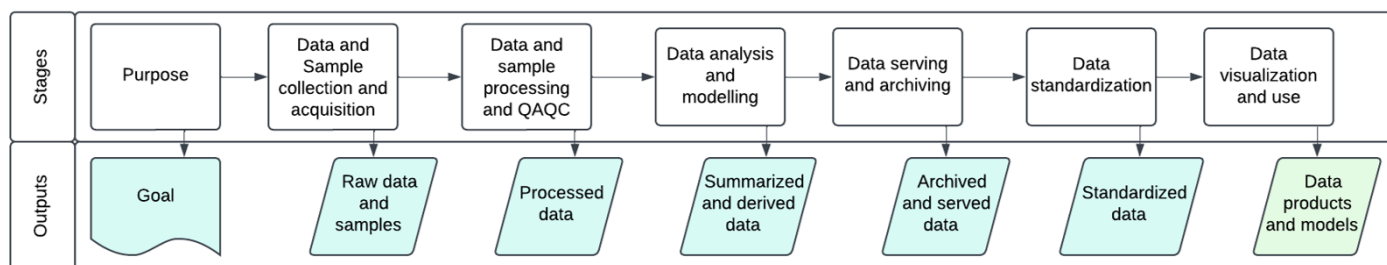 Stages
Purpose
Data and
Sample
collection and
acquisition
Data and
sample
processing
and QAQC
Data analysis
and
modelling
Data serving
and archiving
Data
standardization
Data
visualization
and use
Outputs
Goal
Raw data
and
samples
Processed
data
Summarized
and derived
data
Archived
and served
data
Standardized
data
Data
products
and models